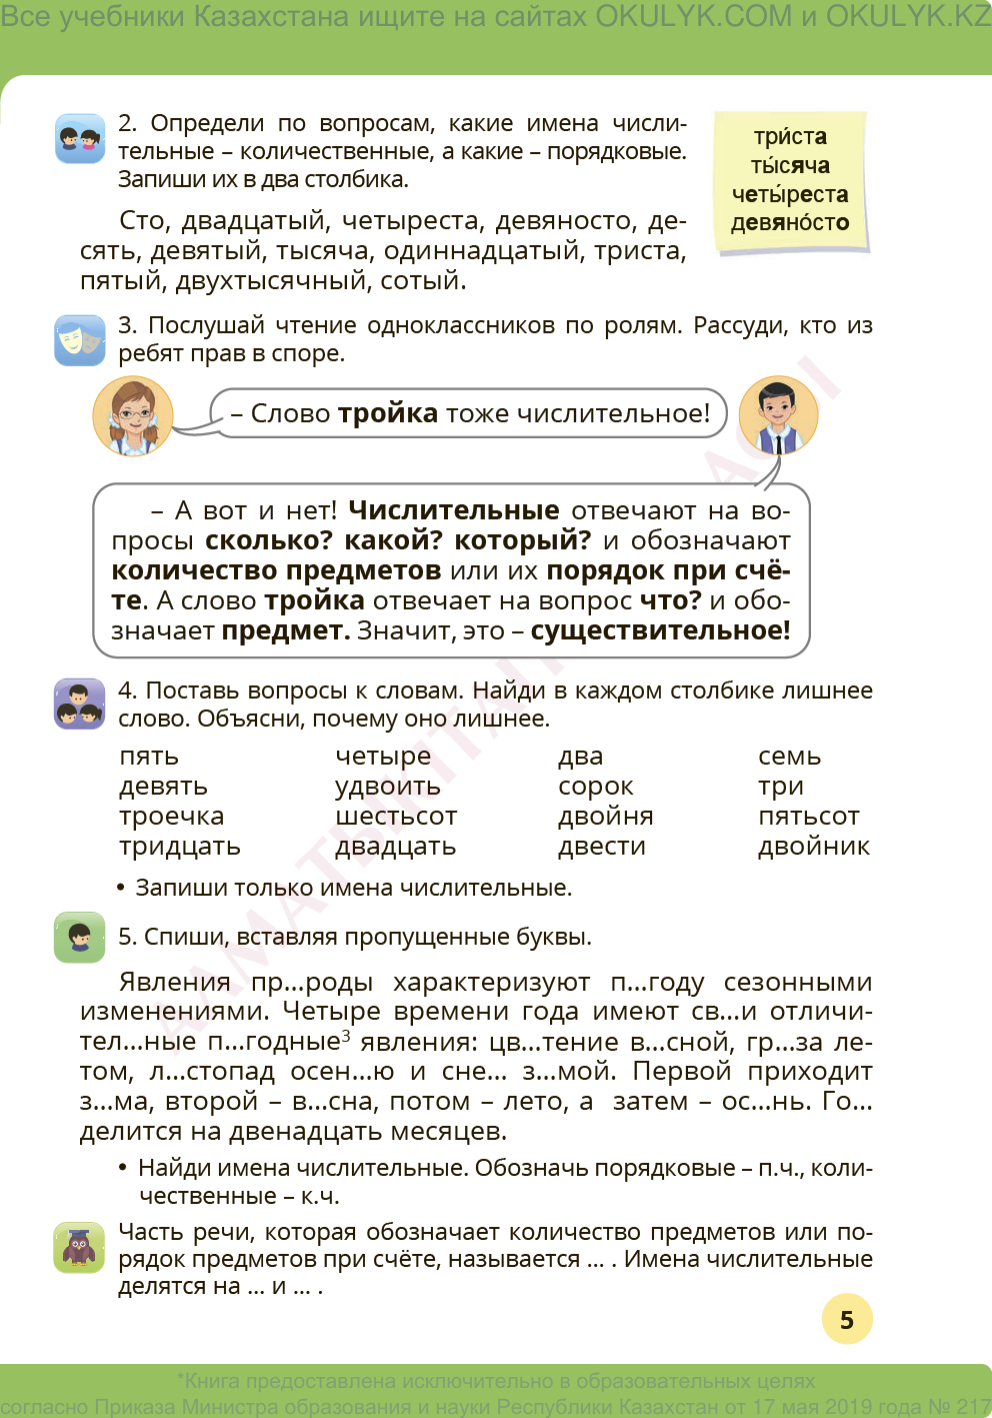 Все учебники Казахстана ищите на сайтах OKULYK.COM и OKULYK.KZ
2. Определи по вопросам, какие имена числи-
тельные – количественные, а какие – порядковые.
Запиши их в два столбика.
три́ста
ты́сяча
четы́реста
девяно́сто
Сто, двадцатый, четыреста, девяносто, де-
сять, девятый, тысяча, одиннадцатый, триста,
пятый, двухтысячный, сотый.
3. Послушай чтение одноклассников по ролям. Рассуди, кто из
ребят прав в споре.
– Слово тройка тоже числительное!
– А вот и нет! Числительные отвечают на во-
просы сколько? какой? который? и обозначают
количество предметов или их порядок при счё-
те. А слово тройка отвечает на вопрос что? и обо-
значает предмет. Значит, это – существительное!
4. Поставь вопросы к словам. Найди в каждом столбике лишнее
слово. Объясни, почему оно лишнее.
пять четыре два семь
девять удвоить сорок три
троечка шестьсот двойня пятьсот
тридцать двадцать двести двойник
• Запиши только имена числительные.
5. Спиши, вставляя пропущенные буквы.
Явления пр...роды характеризуют п...году сезонными
изменениями. Четыре времени года имеют св...и отличи-
тел...ные п...годные³ явления: цв...тение в...сной, гр...за ле-
том, л...стопад осен...ю и сне... з...мой. Первой приходит
з...ма, второй – в...сна, потом – лето, а затем – ос...нь. Го...
делится на двенадцать месяцев.
• Найди имена числительные. Обозначь порядковые – п.ч., коли-
чественные – к.ч.
Часть речи, которая обозначает количество предметов или по-
рядок предметов при счёте, называется ... . Имена числительные
делятся на ... и ... .
5
*Книга предоставлена исключительно в образовательных целях
согласно Приказа Министра образования и науки Республики Казахстан от 17 мая 2019 года № 217